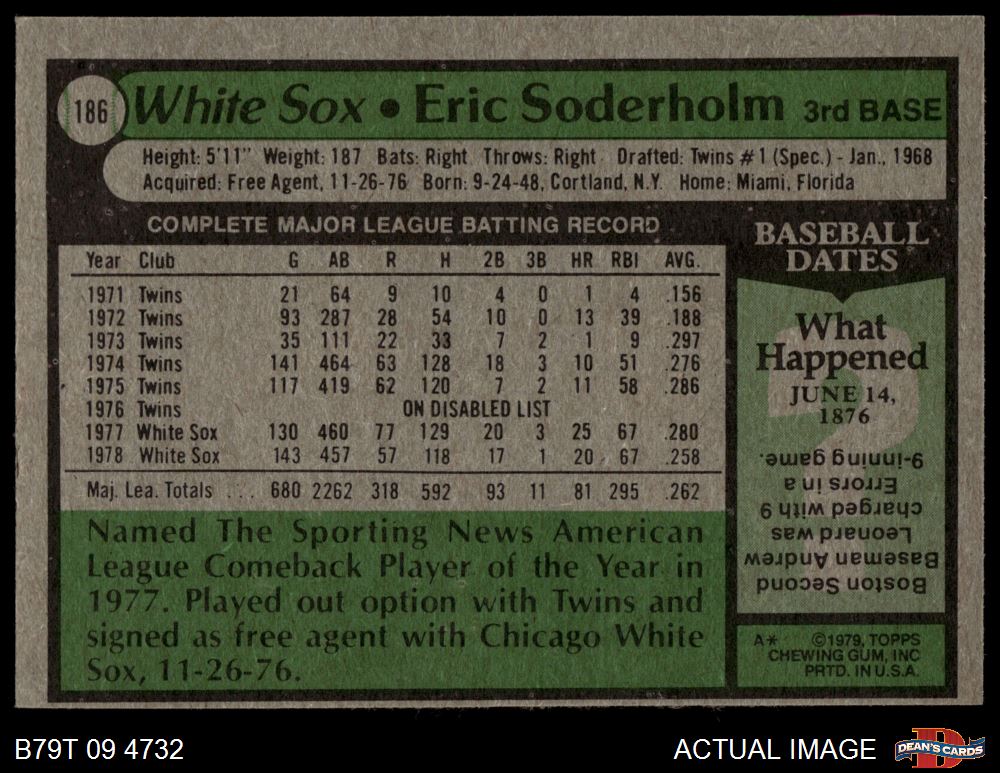 186
White Sox • Eric Soderholm 3rd BASE
Height: 5'11" Weight: 187 Bats: Right Throws: Right Drafted: Twins #1 (Spec.) - Jan., 1968
Acquired: Free Agent, 11-26-76 Born: 9-24-48, Cortland, N.Y. Home: Miami, Florida
COMPLETE MAJOR LEAGUE BATTING RECORD
Year Club G AB R H 2B 3B HR RBI AVG.
1971 Twins 21 64 9 10 4 0 1 4 .156
1972 Twins 93 287 28 54 10 0 13 39 .188
1973 Twins 35 111 22 33 7 2 1 9 .297
1974 Twins 141 464 63 128 18 3 10 51 .276
1975 Twins 117 419 62 120 7 2 11 58 .286
1976 Twins ON DISABLED LIST
1977 White Sox 130 460 77 129 20 3 25 67 .280
1978 White Sox 143 457 57 118 17 1 20 67 .258
Maj. Lea. Totals ... 680 2262 318 592 93 11 81 295 .262
Named The Sporting News American
League Comeback Player of the Year in
1977. Played out option with Twins and
signed as free agent with Chicago White
Sox, 11-26-76.
BASEBALL
DATES
What
Happened
JUNE 14,
1876
Boston Second
Baseman Andrew
Leonard was
charged with 9
Errors in a
9-inning game.
A* ©1979, TOPPS
CHEWING GUM, INC
PRTD. IN U.S.A.
B79T 09 4732
ACTUAL IMAGE
DEAN'S CARDS